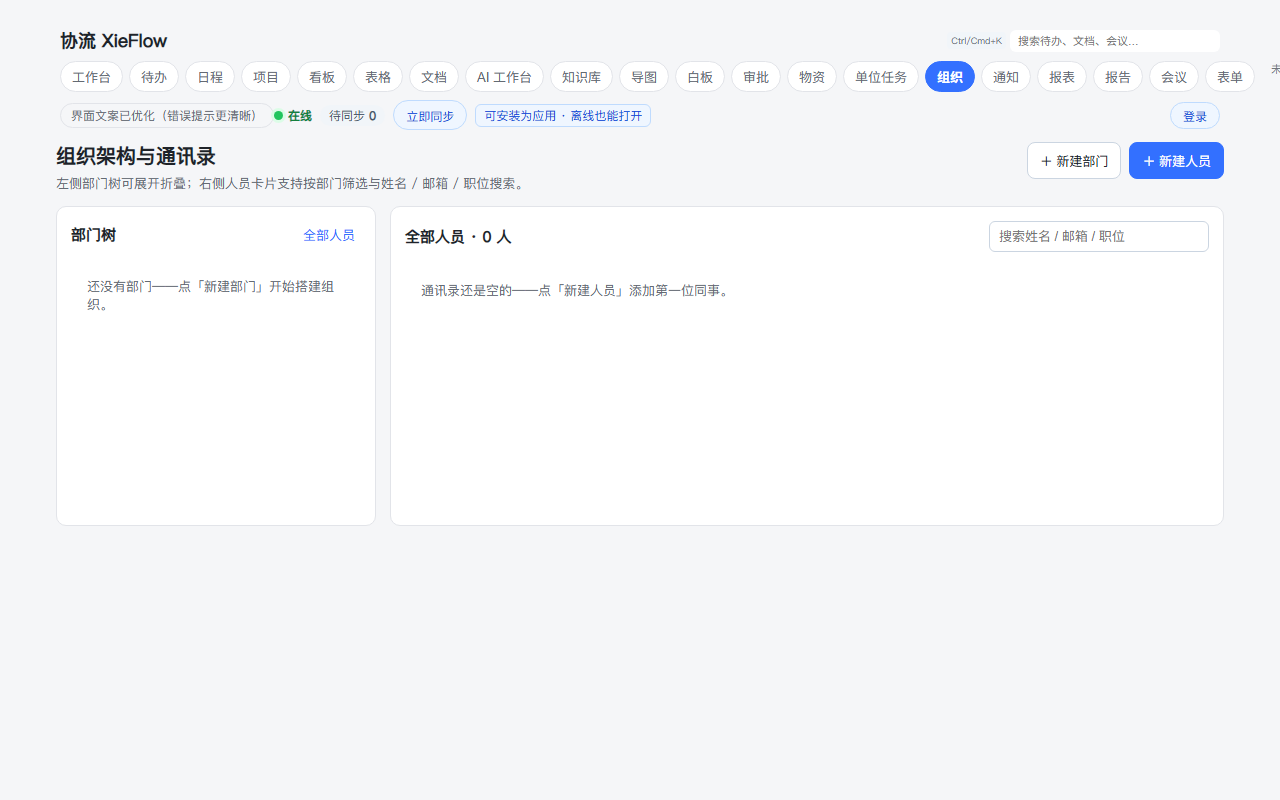 协流 XieFlow
Ctrl/Cmd+K 搜索待办、文档、会议...
工作台 待办 日程 项目 看板 表格 文档 AI 工作台 知识库 导图 白板 审批 物资 单位任务 组织 通知 报表 报告 会议 表单
界面文案已优化（错误提示更清晰） 在线 待同步 0 立即同步 可安装为应用 · 离线也能打开 登录
组织架构与通讯录
＋ 新建部门 ＋ 新建人员
左侧部门树可展开折叠；右侧人员卡片支持按部门筛选与姓名 / 邮箱 / 职位搜索。
部门树 全部人员
还没有部门——点「新建部门」开始搭建组
织。
全部人员 · 0 人 搜索姓名 / 邮箱 / 职位
通讯录还是空的——点「新建人员」添加第一位同事。